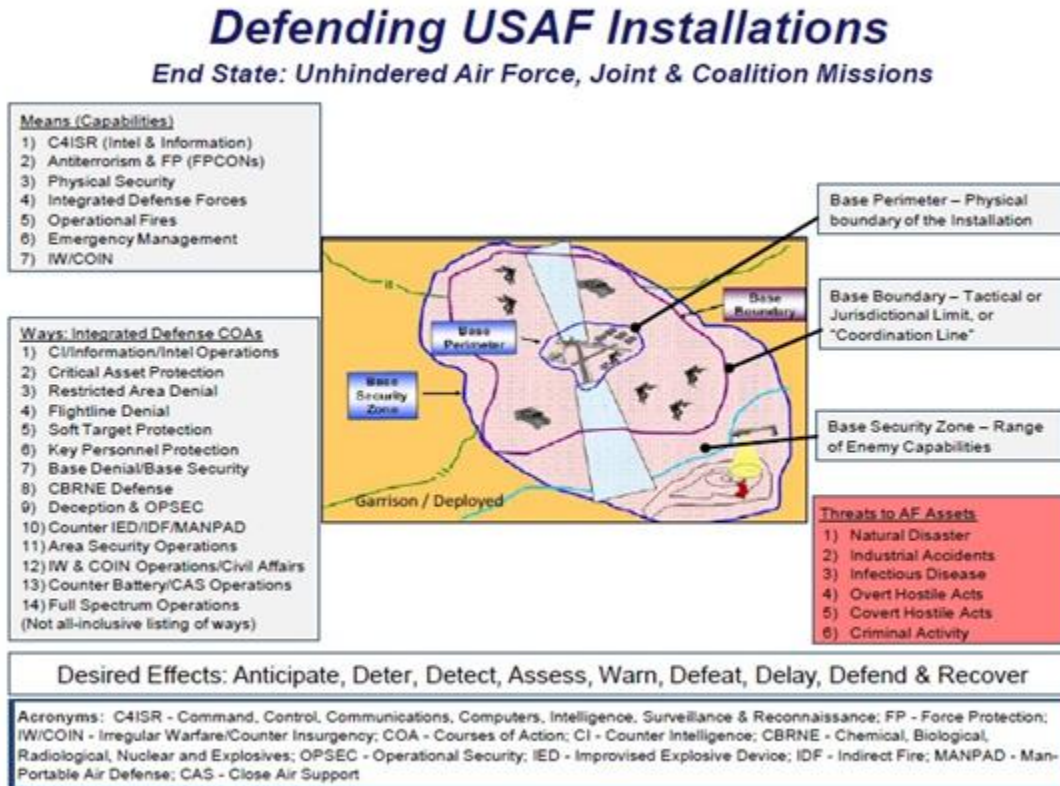 Defending USAF Installations
End State: Unhindered Air Force, Joint & Coalition Missions
Means (Capabilities)
1) C4ISR (Intel & Information)
2) Antiterrorism & FP (FPCONs)
3) Physical Security
4) Integrated Defense Forces
5) Operational Fires
6) Emergency Management
7) IW/COIN
Ways: Integrated Defense COAs
1) CI/Information/Intel Operations
2) Critical Asset Protection
3) Restricted Area Denial
4) Flightline Denial
5) Soft Target Protection
6) Key Personnel Protection
7) Base Denial/Base Security
8) CBRNE Defense
9) Deception & OPSEC
10) Counter IED/IDF/MANPAD
11) Area Security Operations
12) IW & COIN Operations/Civil Affairs
13) Counter Battery/CAS Operations
14) Full Spectrum Operations
(Not all-inclusive listing of ways)
Base
Perimeter
Base
Boundary
Base
Security
Zone
Garrison / Deployed
Base Perimeter – Physical
boundary of the Installation
Base Boundary – Tactical or
Jurisdictional Limit, or
"Coordination Line"
Base Security Zone – Range
of Enemy Capabilities
Threats to AF Assets
1) Natural Disaster
2) Industrial Accidents
3) Infectious Disease
4) Overt Hostile Acts
5) Covert Hostile Acts
6) Criminal Activity
Desired Effects: Anticipate, Deter, Detect, Assess, Warn, Defeat, Delay, Defend & Recover
Acronyms: C4ISR - Command, Control, Communications, Computers, Intelligence, Surveillance & Reconnaissance; FP - Force Protection;
IW/COIN - Irregular Warfare/Counter Insurgency; COA - Courses of Action; CI - Counter Intelligence; CBRNE - Chemical, Biological,
Radiological, Nuclear and Explosives; OPSEC - Operational Security; IED - Improvised Explosive Device; IDF - Indirect Fire; MANPAD - Man-
Portable Air Defense; CAS - Close Air Support